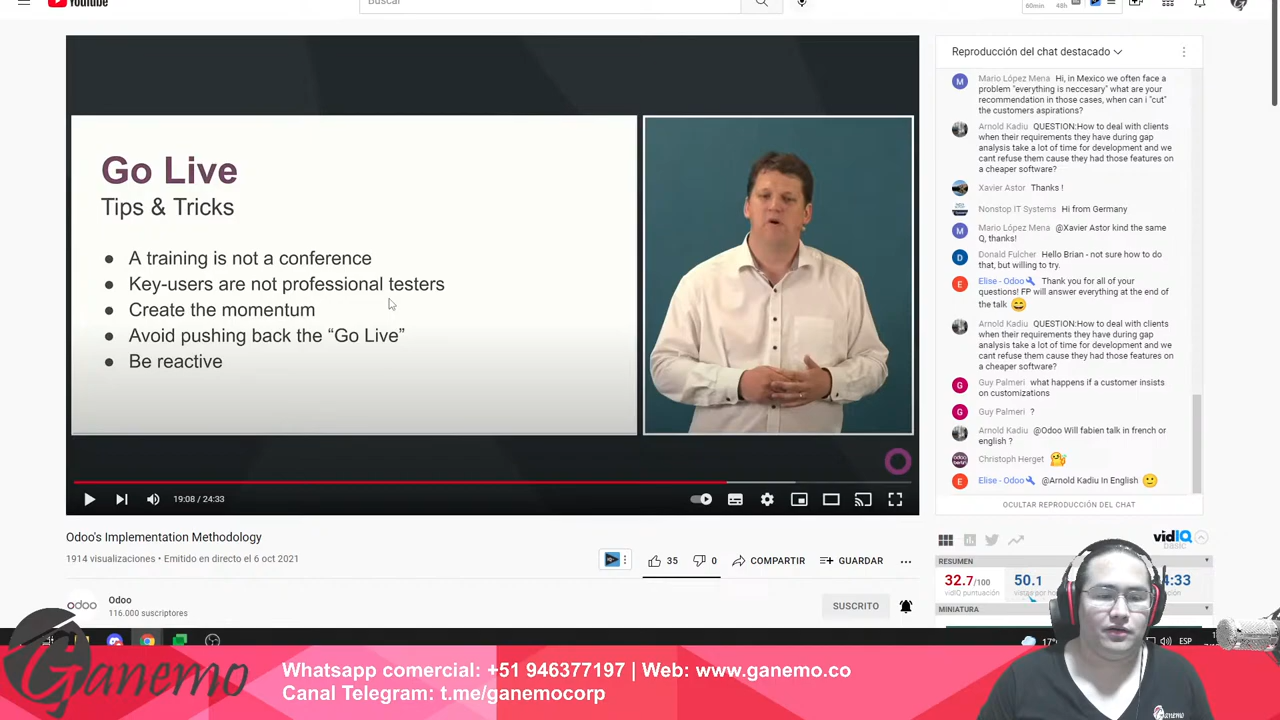 YouTube
Buscar
60min 48h
Go Live
Tips & Tricks
● A training is not a conference
● Key-users are not professional testers
● Create the momentum
● Avoid pushing back the “Go Live”
● Be reactive
19:08 / 24:33
Odoo's Implementation Methodology
1914 visualizaciones • Emitido en directo el 6 oct 2021
35
0
COMPARTIR
GUARDAR
odoo
Odoo
116.000 suscriptores
SUSCRITO
Reproducción del chat destacado
Mario López Mena Hi, in Mexico we often face a
problem "everything is neccesary" what are your
recommendation in those cases, when can i "cut"
the customers aspirations?
Arnold Kadiu QUESTION:How to deal with clients
when their requirements they have during gap
analysis take a lot of time for development and we
cant refuse them cause they had those features on
a cheaper software?
Xavier Astor Thanks !
Nonstop IT Systems Hi from Germany
Mario López Mena @Xavier Astor kind the same
Q, thanks!
Donald Fulcher Hello Brian - not sure how to do
that, but willing to try.
Elise - Odoo Thank you for all of your
questions! FP will answer everything at the end of
the talk
Arnold Kadiu QUESTION:How to deal with clients
when their requirements they have during gap
analysis take a lot of time for development and we
cant refuse them cause they had those features on
a cheaper software?
Guy Palmeri what happens if a customer insists
on customizations
Guy Palmeri ?
Arnold Kadiu @Odoo Will fabien talk in french or
english ?
Christoph Herget
Elise - Odoo @Arnold Kadiu In English
OCULTAR REPRODUCCIÓN DEL CHAT
vidIQ
basic
RESUMEN
32.7/100
vidIQ puntuación
50.1
4:33
MINIATURA
17°
ESP
Ganemo
Whatsapp comercial: +51 946377197 | Web: www.ganemo.co
Canal Telegram: t.me/ganemocorp
Ganemo